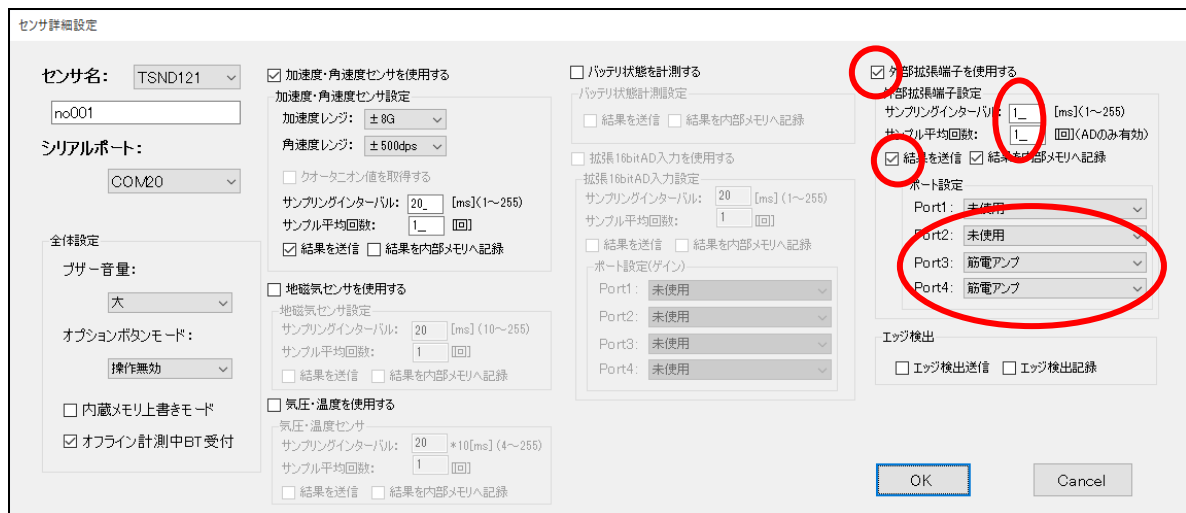 センサ詳細設定
センサ名： TSND121
no001
シリアルポート：
COM20
全体設定
ブザー音量：
大
オプションボタンモード：
操作無効
内蔵メモリ上書きモード
オフライン計測中BT受付
加速度・角速度センサを使用する
加速度・角速度センサ設定
加速度レンジ： ±8G
角速度レンジ： ±500dps
クオータニオン値を取得する
サンプリングインターバル： 20_ [ms](1～255)
サンプル平均回数： 1_ [回]
結果を送信 結果を内部メモリへ記録
地磁気センサを使用する
地磁気センサ設定
サンプリングインターバル： 20 [ms](10～255)
サンプル平均回数： 1 [回]
結果を送信 結果を内部メモリへ記録
気圧・温度を使用する
気圧・温度センサ
サンプリングインターバル： 20 *10[ms](4～255)
サンプル平均回数： 1 [回]
結果を送信 結果を内部メモリへ記録
バッテリ状態を計測する
バッテリ状態計測設定
結果を送信 結果を内部メモリへ記録
拡張16bitAD入力を使用する
拡張16bitAD入力設定
サンプリングインターバル： 20 [ms](1～255)
サンプル平均回数： 1 [回]
結果を送信 結果を内部メモリへ記録
ポート設定(ゲイン)
Port1： 未使用
Port2： 未使用
Port3： 未使用
Port4： 未使用
外部拡張端子を使用する
外部拡張端子設定
サンプリングインターバル： 1_ [ms](1～255)
サンプル平均回数： 1_ [回](ADのみ有効)
結果を送信 結果を内部メモリへ記録
ポート設定
Port1： 未使用
Port2： 未使用
Port3： 筋電アンプ
Port4： 筋電アンプ
エッジ検出
エッジ検出送信 エッジ検出記録
OK Cancel